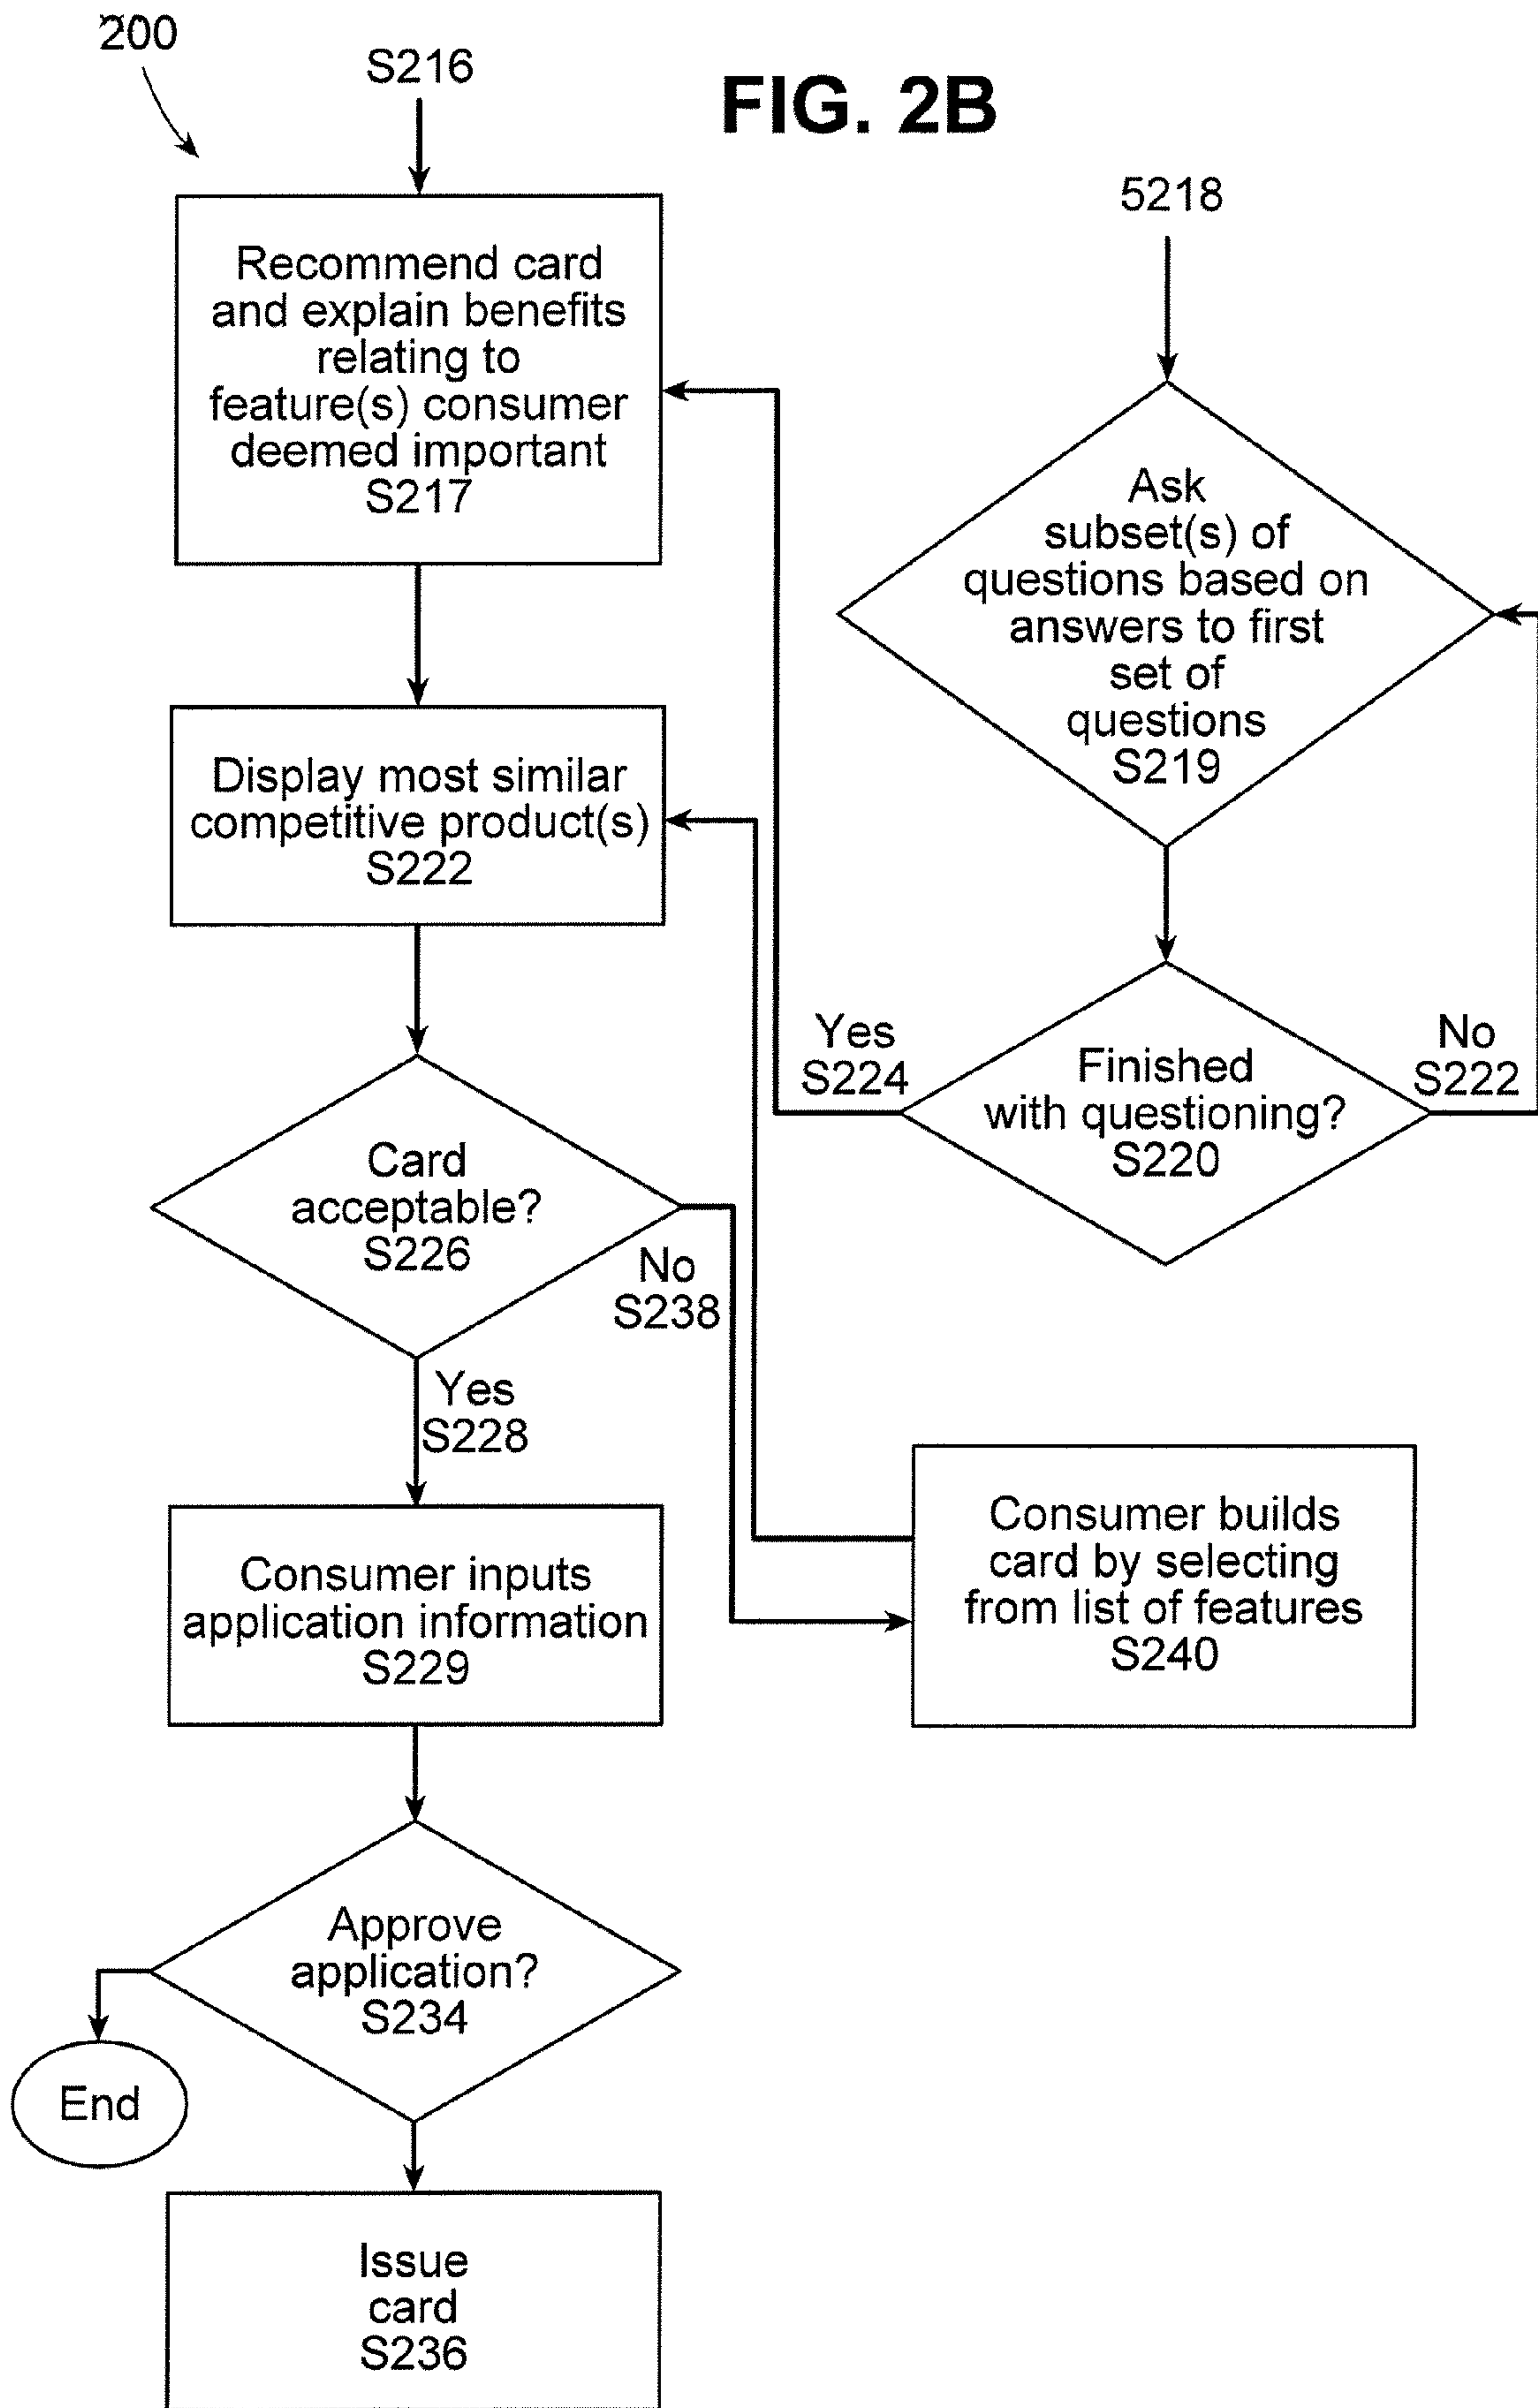 200
S216
FIG. 2B
5218
Recommend card
and explain benefits
relating to
feature(s) consumer
deemed important
S217
Ask
subset(s) of
questions based on
answers to first
set of
questions
S219
Display most similar
competitive product(s)
S222
Yes
S224
Finished
with questioning?
S220
No
S222
Card
acceptable?
S226
No
S238
Yes
S228
Consumer builds
card by selecting
from list of features
S240
Consumer inputs
application information
S229
Approve
application?
S234
End
Issue
card
S236